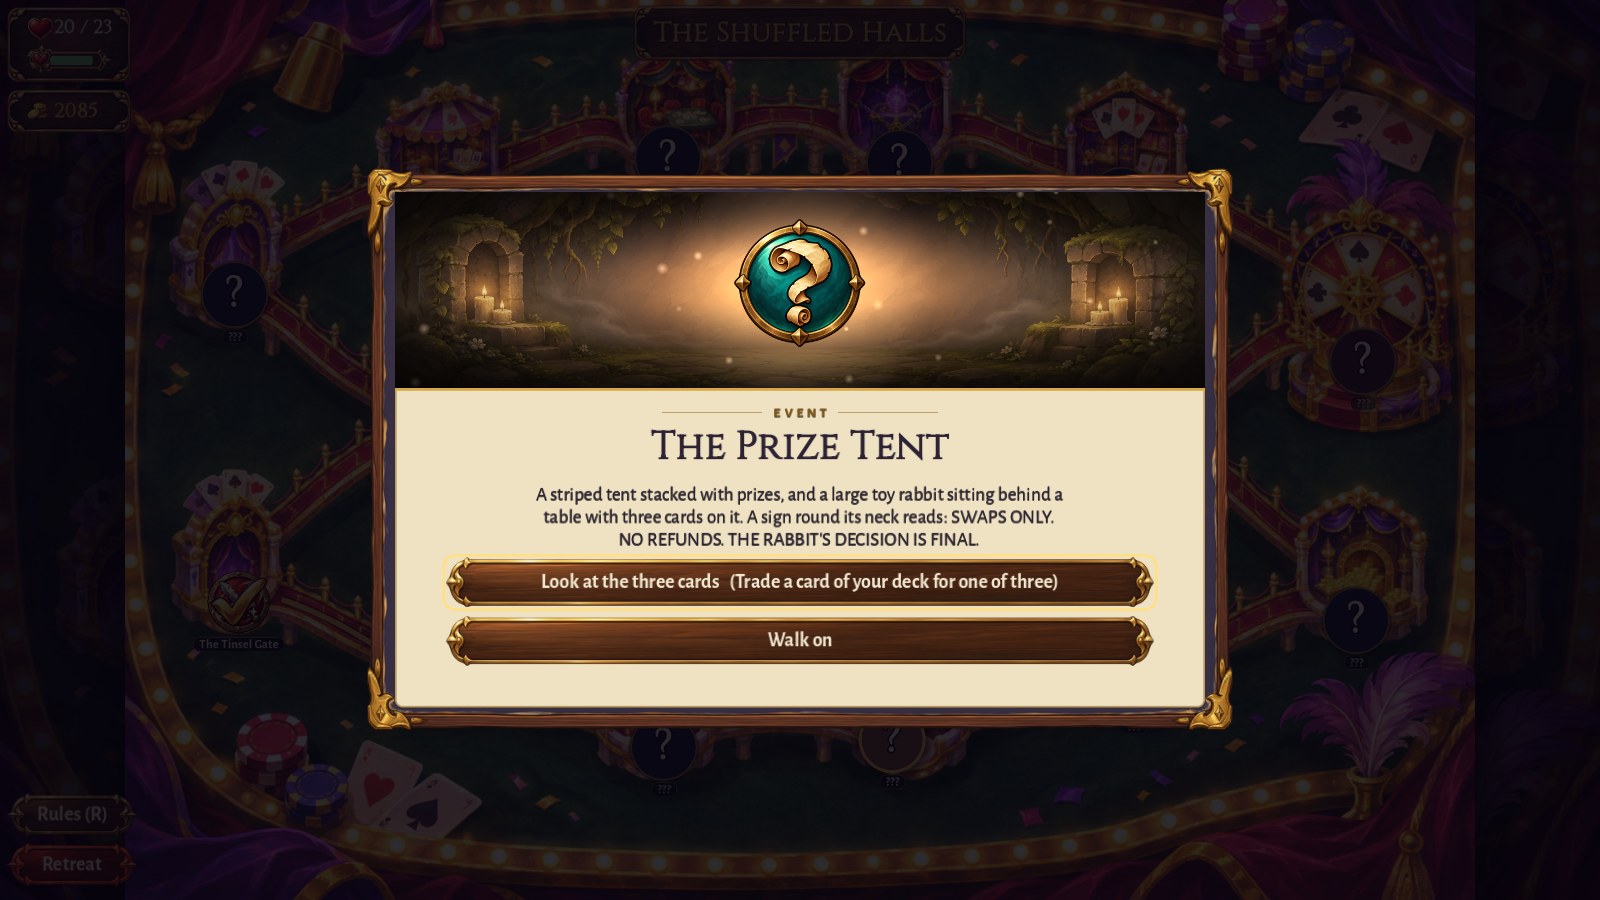 20 / 23
THE SHUFFLED HALLS
2085
?
?
?
???
?
???
EVENT
THE PRIZE TENT
A striped tent stacked with prizes, and a large toy rabbit sitting behind a
table with three cards on it. A sign round its neck reads: SWAPS ONLY.
NO REFUNDS. THE RABBIT'S DECISION IS FINAL.
Look at the three cards (Trade a card of your deck for one of three)
Walk on
The Tinsel Gate
?
???
?
???
?
???
Rules (R)
Retreat